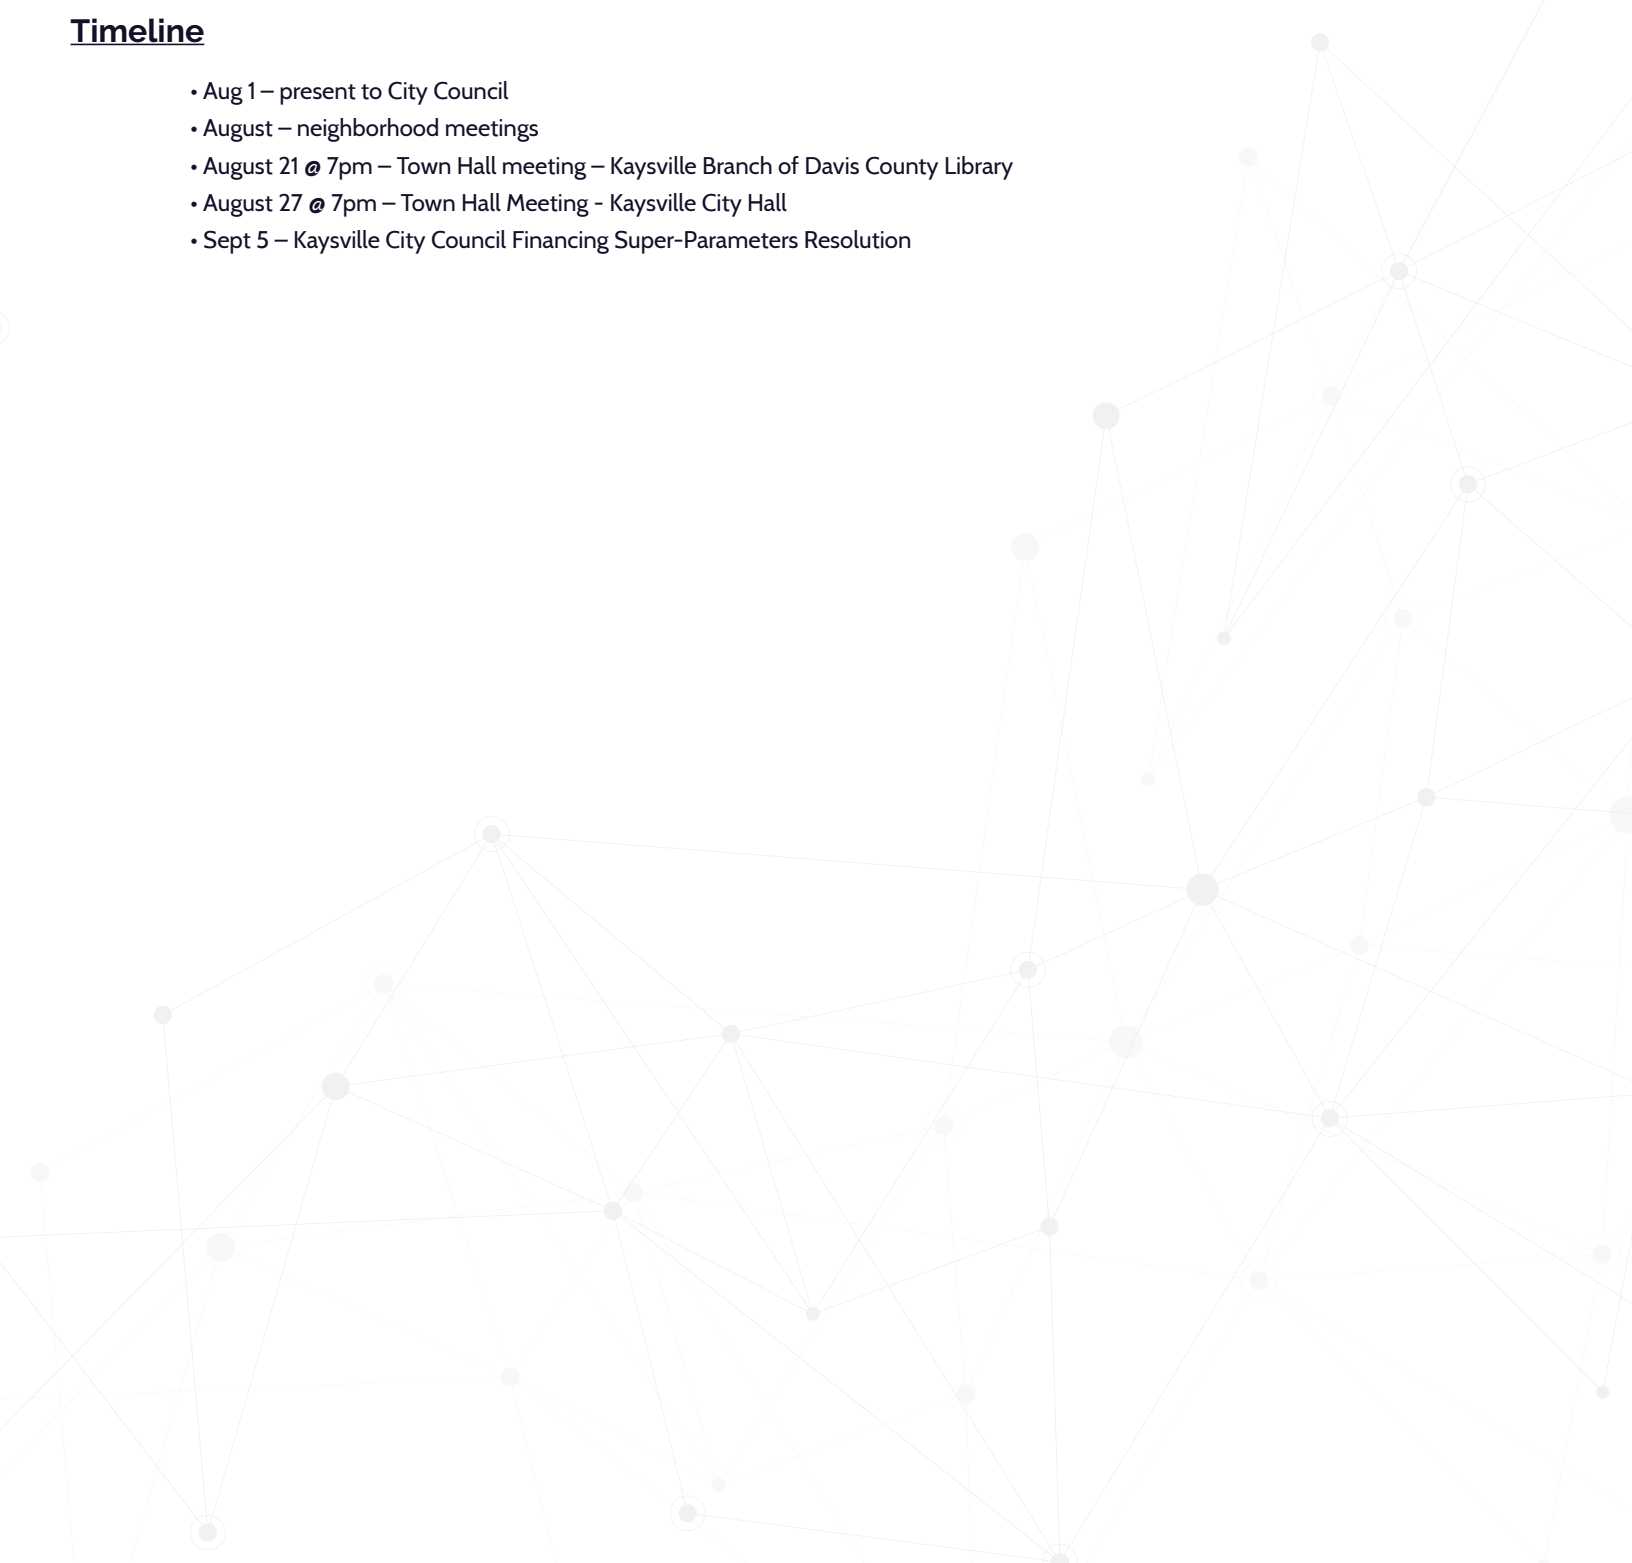 Timeline
• Aug 1 – present to City Council
• August – neighborhood meetings
• August 21 @ 7pm – Town Hall meeting – Kaysville Branch of Davis County Library
• August 27 @ 7pm – Town Hall Meeting - Kaysville City Hall
• Sept 5 – Kaysville City Council Financing Super-Parameters Resolution